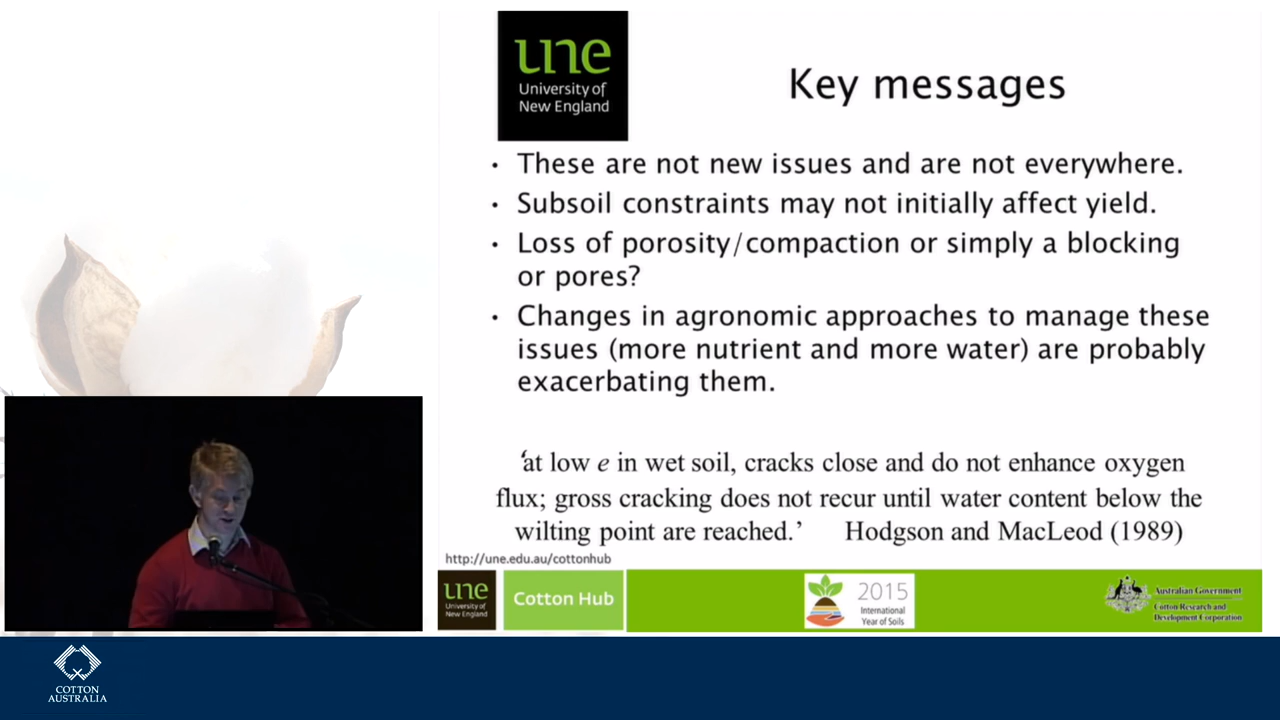 une
University of
New England
Key messages
• These are not new issues and are not everywhere.
• Subsoil constraints may not initially affect yield.
• Loss of porosity/compaction or simply a blocking
or pores?
• Changes in agronomic approaches to manage these
issues (more nutrient and more water) are probably
exacerbating them.
‘at low e in wet soil, cracks close and do not enhance oxygen
flux; gross cracking does not recur until water content below the
wilting point are reached.’ Hodgson and MacLeod (1989)
http://une.edu.au/cottonhub
une
University of
New England
Cotton Hub
2015
International
Year of Soils
Australian Government
Cotton Research and
Development Corporation
COTTON
AUSTRALIA